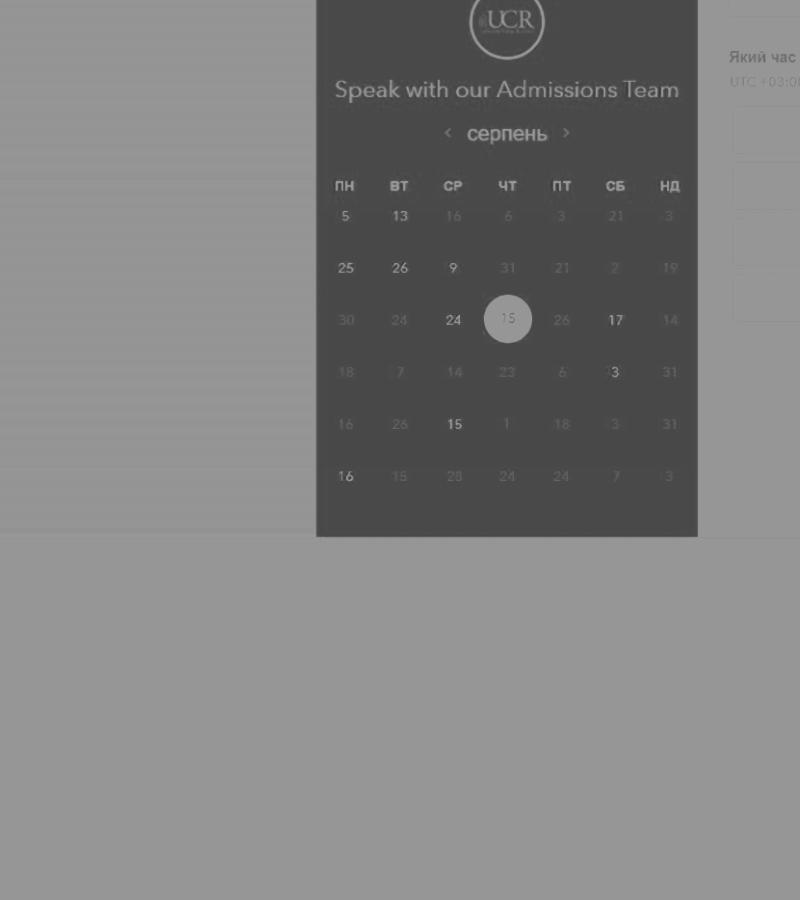 UCR
Speak with our Admissions Team
< серпень >
ПН ВТ СР ЧТ ПТ СБ НД
5 13 16 6 3 21 3
25 26 9 31 21 2 19
30 24 24 15 26 17 14
18 7 14 23 6 3 31
16 26 15 1 18 3 31
16 15 28 24 24 7 3
Який час
UTC +03:00